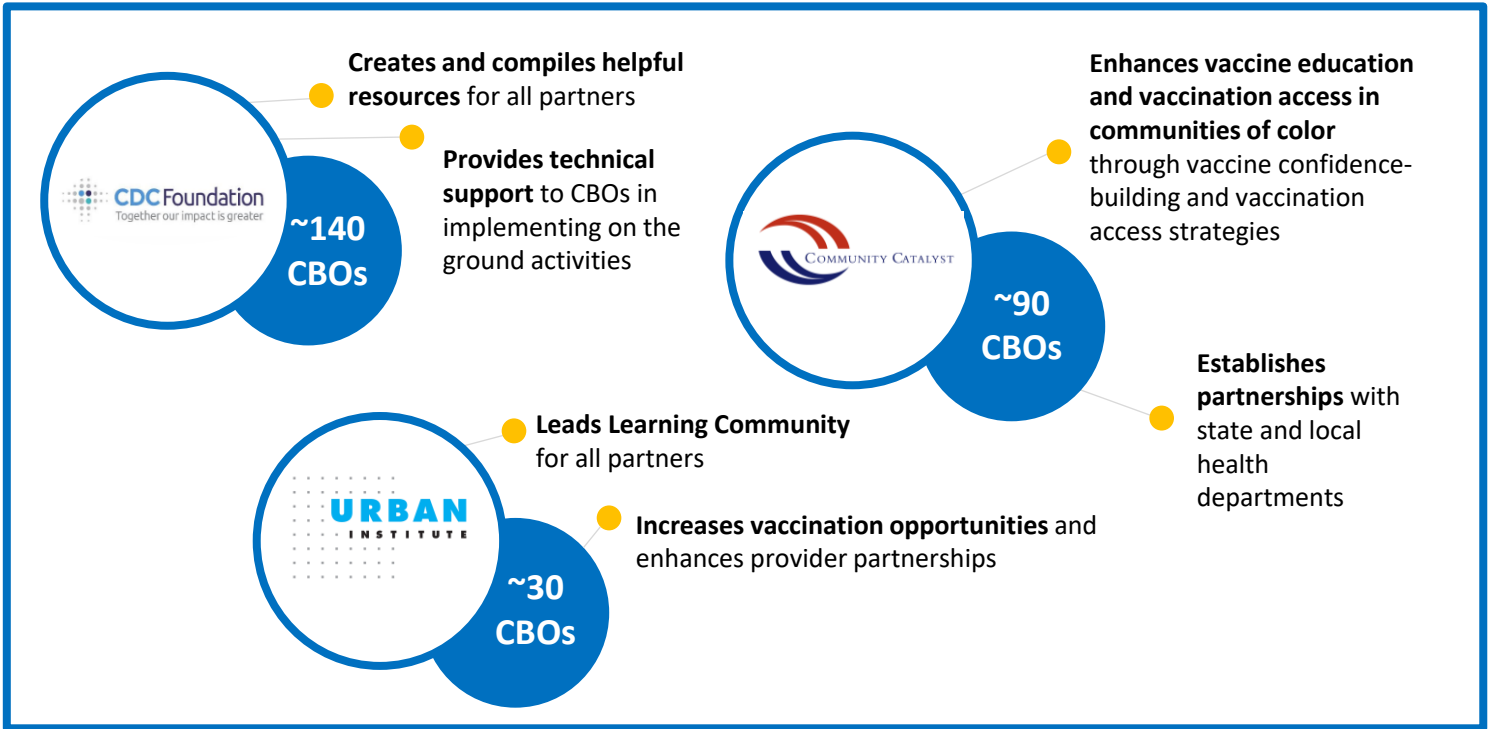 Creates and compiles helpful
resources for all partners
Provides technical
support to CBOs in
implementing on the
ground activities
CDC Foundation
Together our impact is greater
~140
CBOs
Enhances vaccine education
and vaccination access in
communities of color
through vaccine confidence-
building and vaccination
access strategies
COMMUNITY CATALYST
~90
CBOs
Establishes
partnerships with
state and local
health
departments
Leads Learning Community
for all partners
URBAN
INSTITUTE
Increases vaccination opportunities and
enhances provider partnerships
~30
CBOs